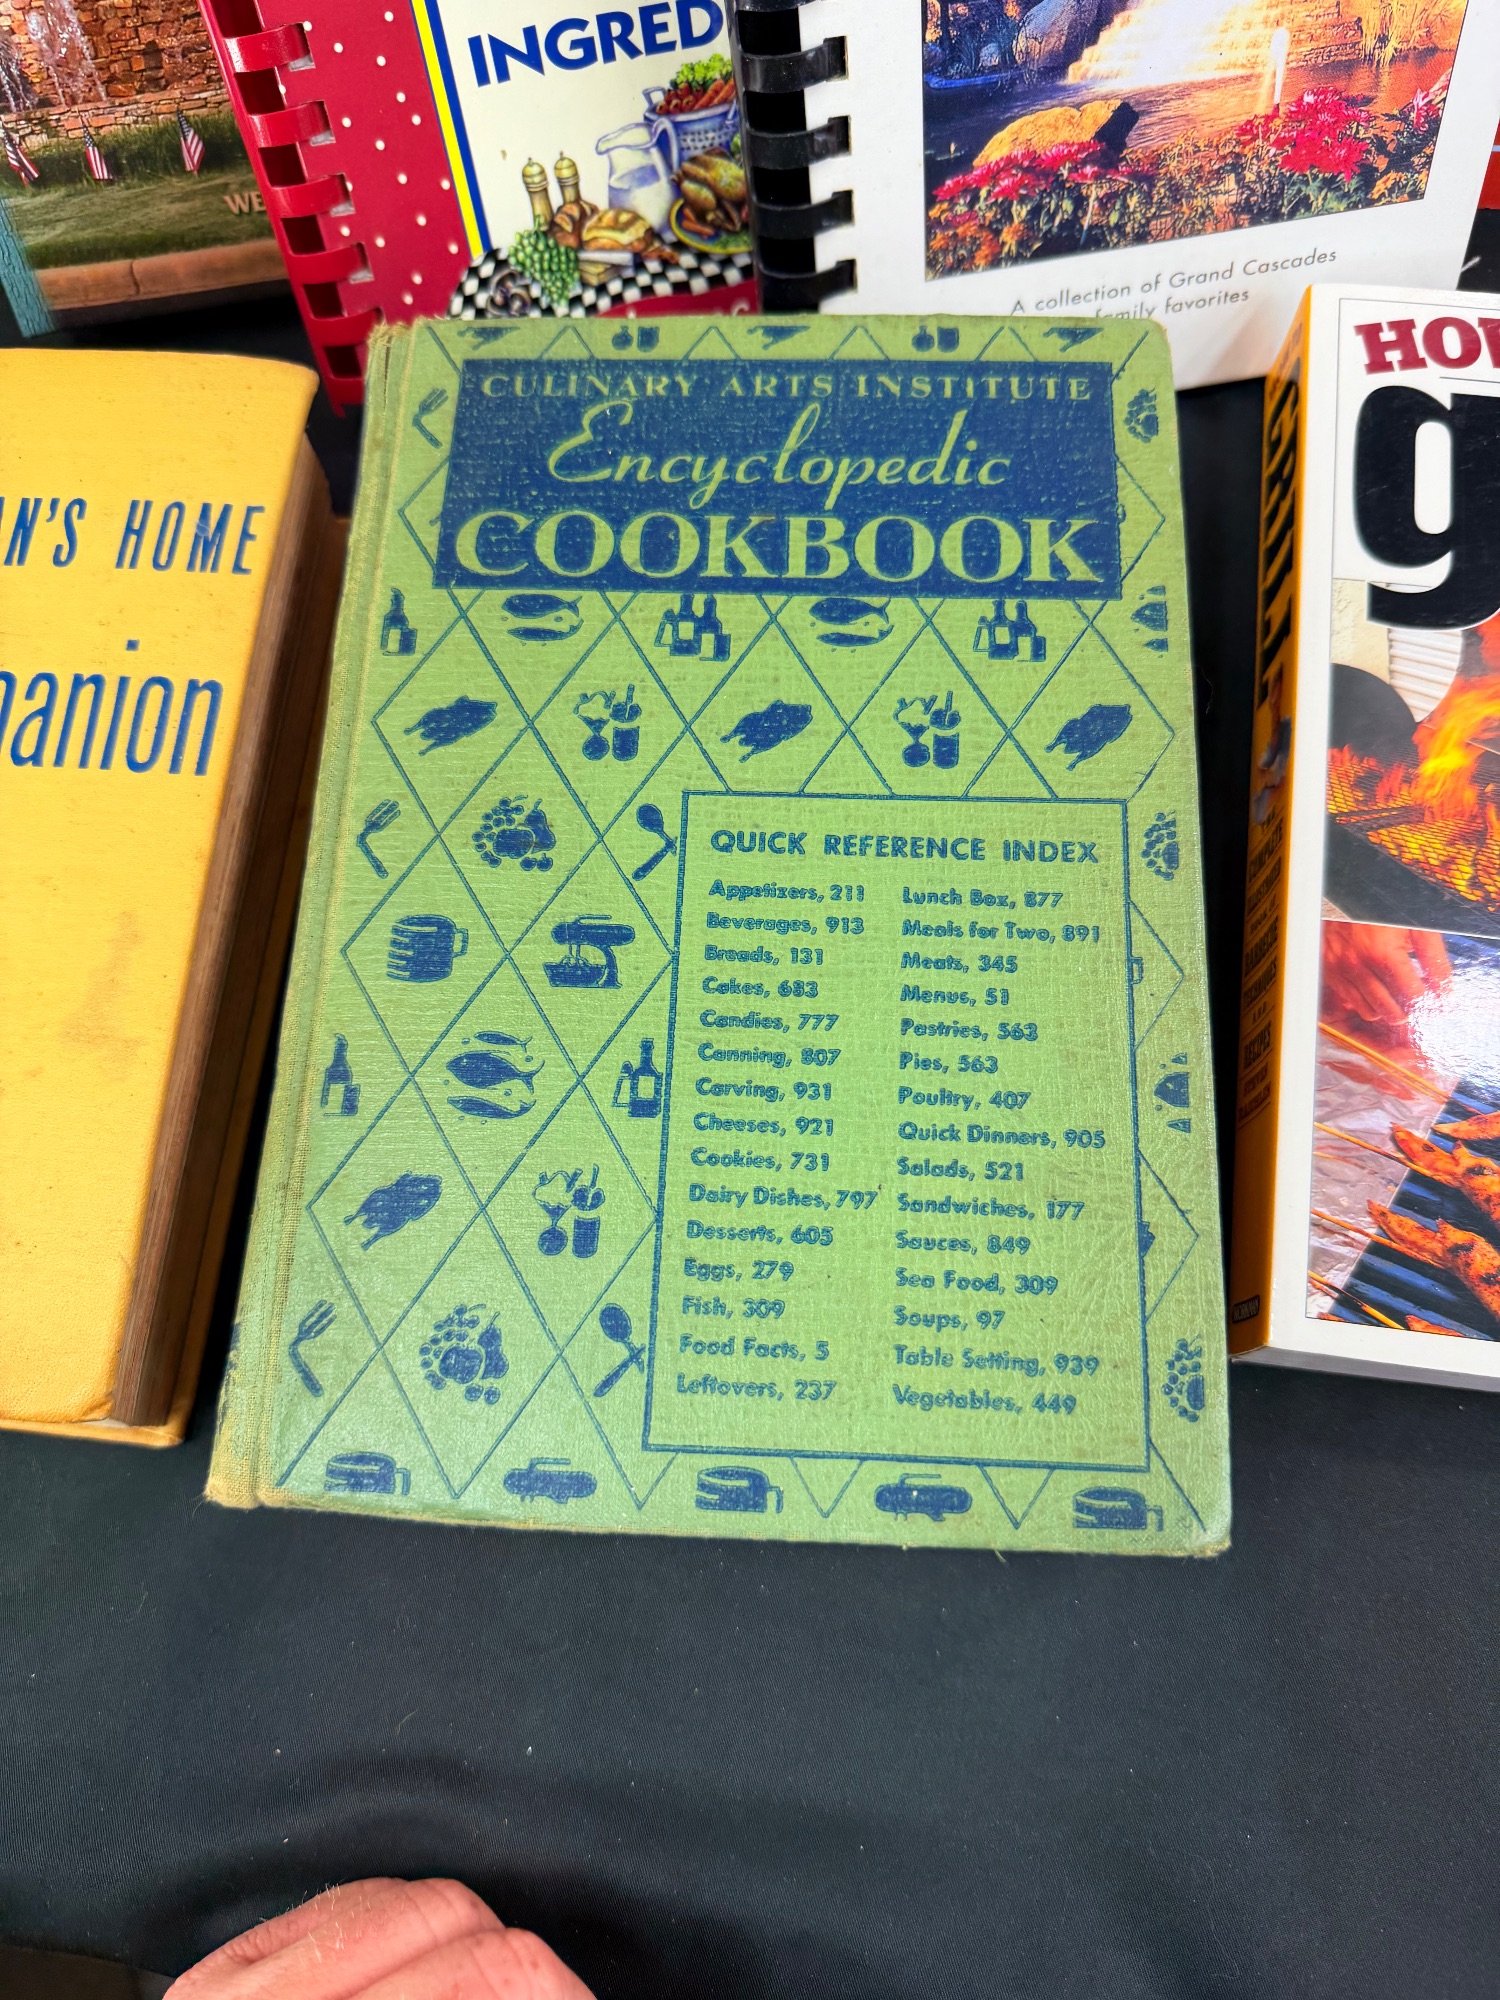 INGRED
WE
A collection of Grand Cascades
family favorites
AN'S HOME
panion
HOW
g
GRILL
CULINARY ARTS INSTITUTE
Encyclopedic
COOKBOOK
QUICK REFERENCE INDEX
Appetizers, 211
Beverages, 913
Breads, 131
Cakes, 683
Candies, 777
Canning, 807
Carving, 931
Cheeses, 921
Cookies, 731
Dairy Dishes, 797
Desserts, 605
Eggs, 279
Fish, 309
Food Facts, 5
Leftovers, 237
Lunch Box, 877
Meals for Two, 891
Meats, 345
Menus, 51
Pastries, 563
Pies, 563
Poultry, 407
Quick Dinners, 905
Salads, 521
Sandwiches, 177
Sauces, 849
Sea Food, 309
Soups, 97
Table Setting, 939
Vegetables, 449